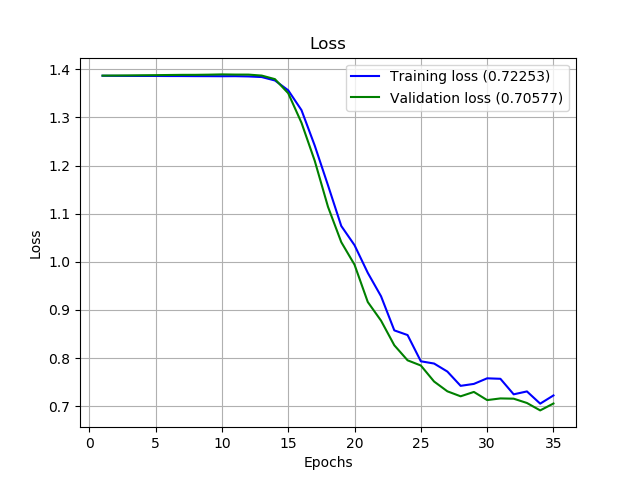 Loss
Training loss (0.72253)
Validation loss (0.70577)
1.4
1.3
1.2
1.1
1.0
0.9
0.8
0.7
Loss
0 5 10 15 20 25 30 35
Epochs